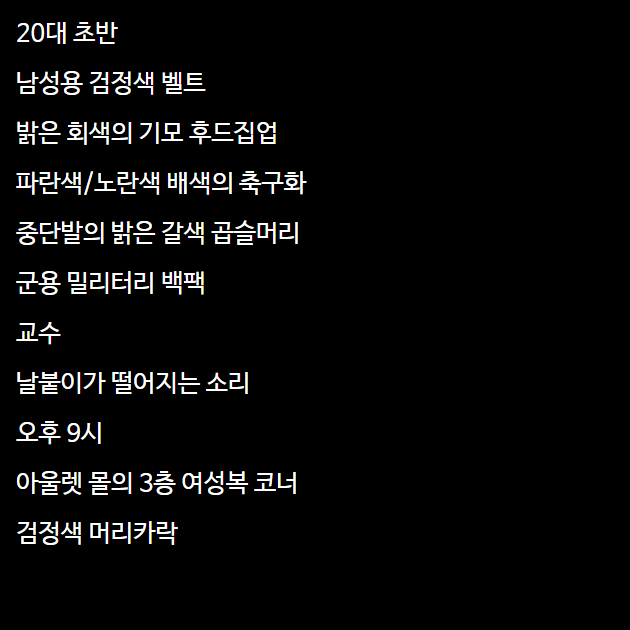 20대 초반
남성용 검정색 벨트
밝은 회색의 기모 후드집업
파란색/노란색 배색의 축구화
중단발의 밝은 갈색 곱슬머리
군용 밀리터리 백팩
교수
날붙이가 떨어지는 소리
오후 9시
아울렛 몰의 3층 여성복 코너
검정색 머리카락